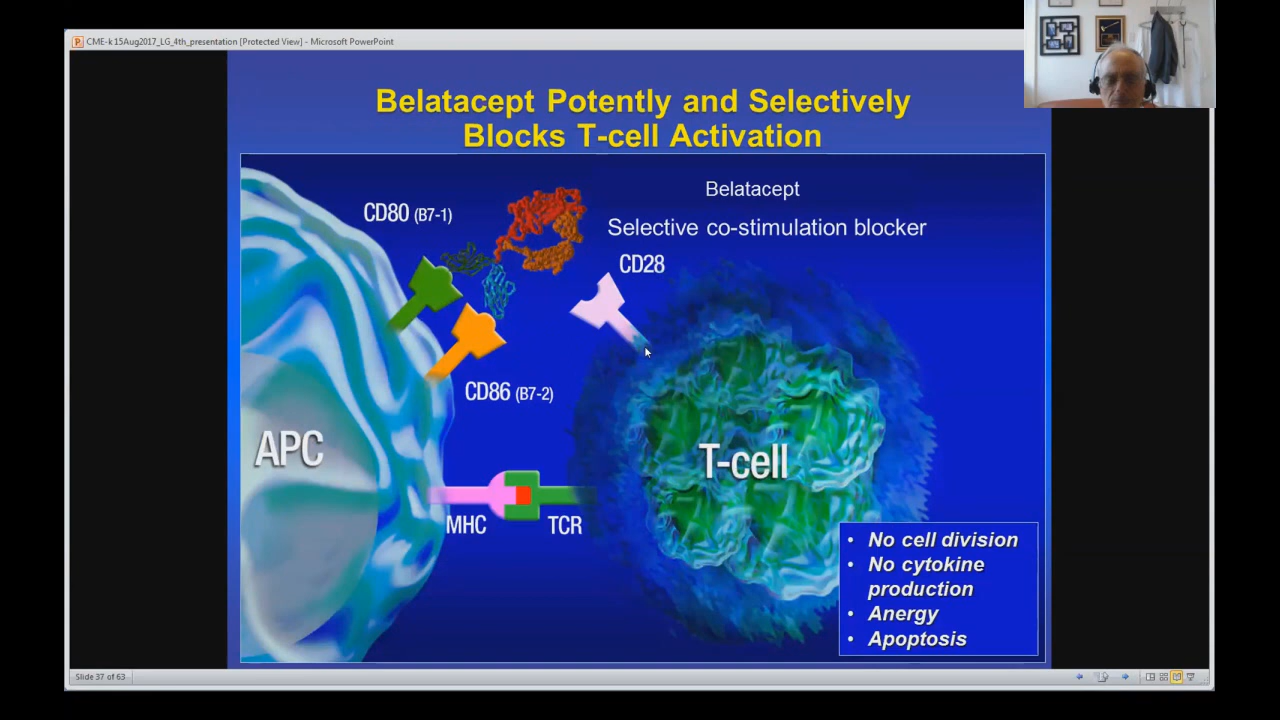 CME-k 15Aug2017_LG_4th_presentation [Protected View] - Microsoft PowerPoint
Belatacept Potently and Selectively
Blocks T-cell Activation
Belatacept
CD80 (B7-1)
Selective co-stimulation blocker
CD28
CD86 (B7-2)
APC
T-cell
MHC
TCR
• No cell division
• No cytokine
production
• Anergy
• Apoptosis
Slide 37 of 63